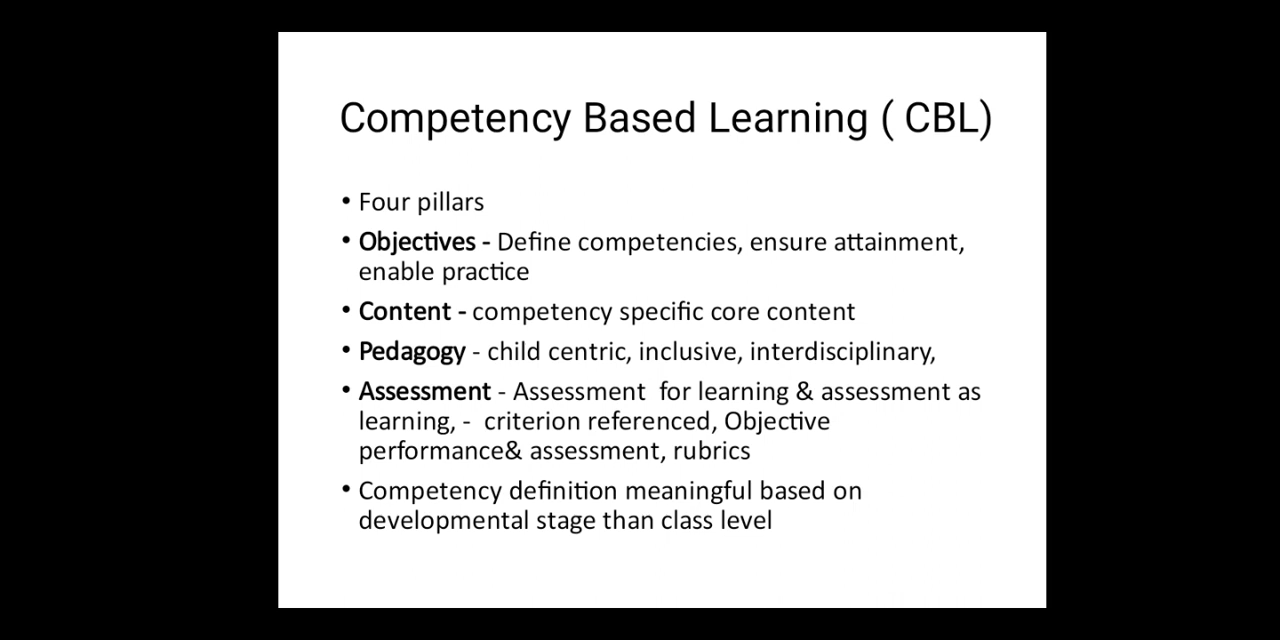 Competency Based Learning ( CBL)
• Four pillars
• Objectives - Define competencies, ensure attainment,
enable practice
• Content - competency specific core content
• Pedagogy - child centric, inclusive, interdisciplinary,
• Assessment - Assessment  for learning & assessment as
learning, -  criterion referenced, Objective
performance& assessment, rubrics
• Competency definition meaningful based on
developmental stage than class level